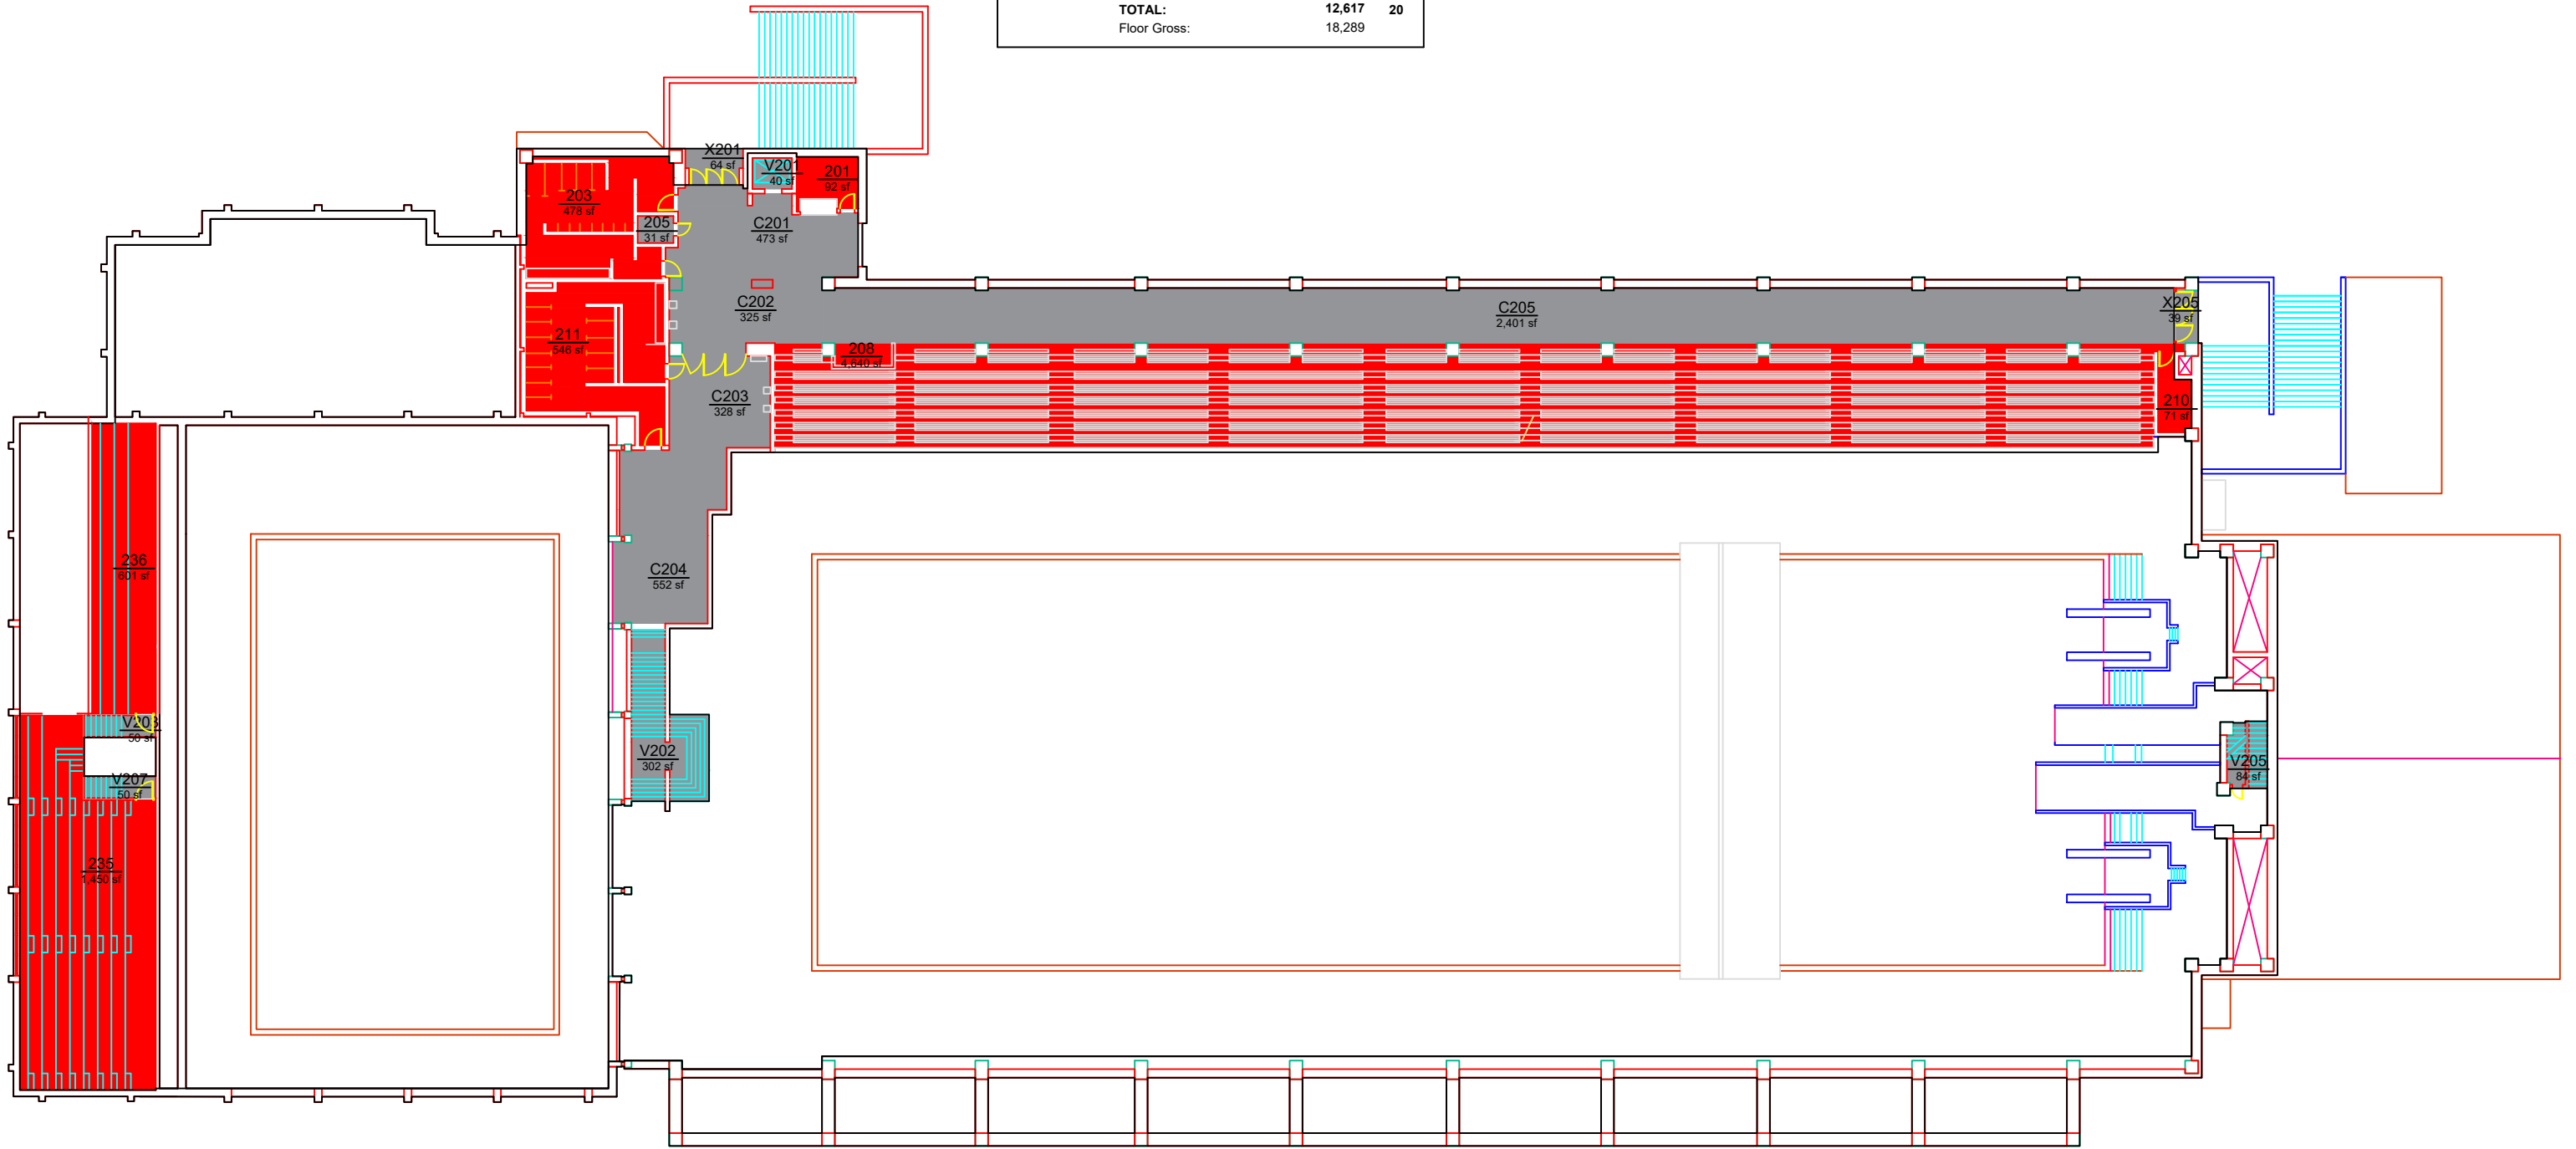 TOTAL: 12,617 20
Floor Gross: 18,289
X201
64 sf
V201
40 sf
201
92 sf
203
478 sf
205
31 sf
C201
473 sf
C202
325 sf
C205
2,401 sf
X205
39 sf
211
546 sf
208
4,640 sf
C203
328 sf
210
71 sf
236
601 sf
C204
552 sf
V203
50 sf
V202
302 sf
V207
50 sf
V205
84 sf
235
1,450 sf